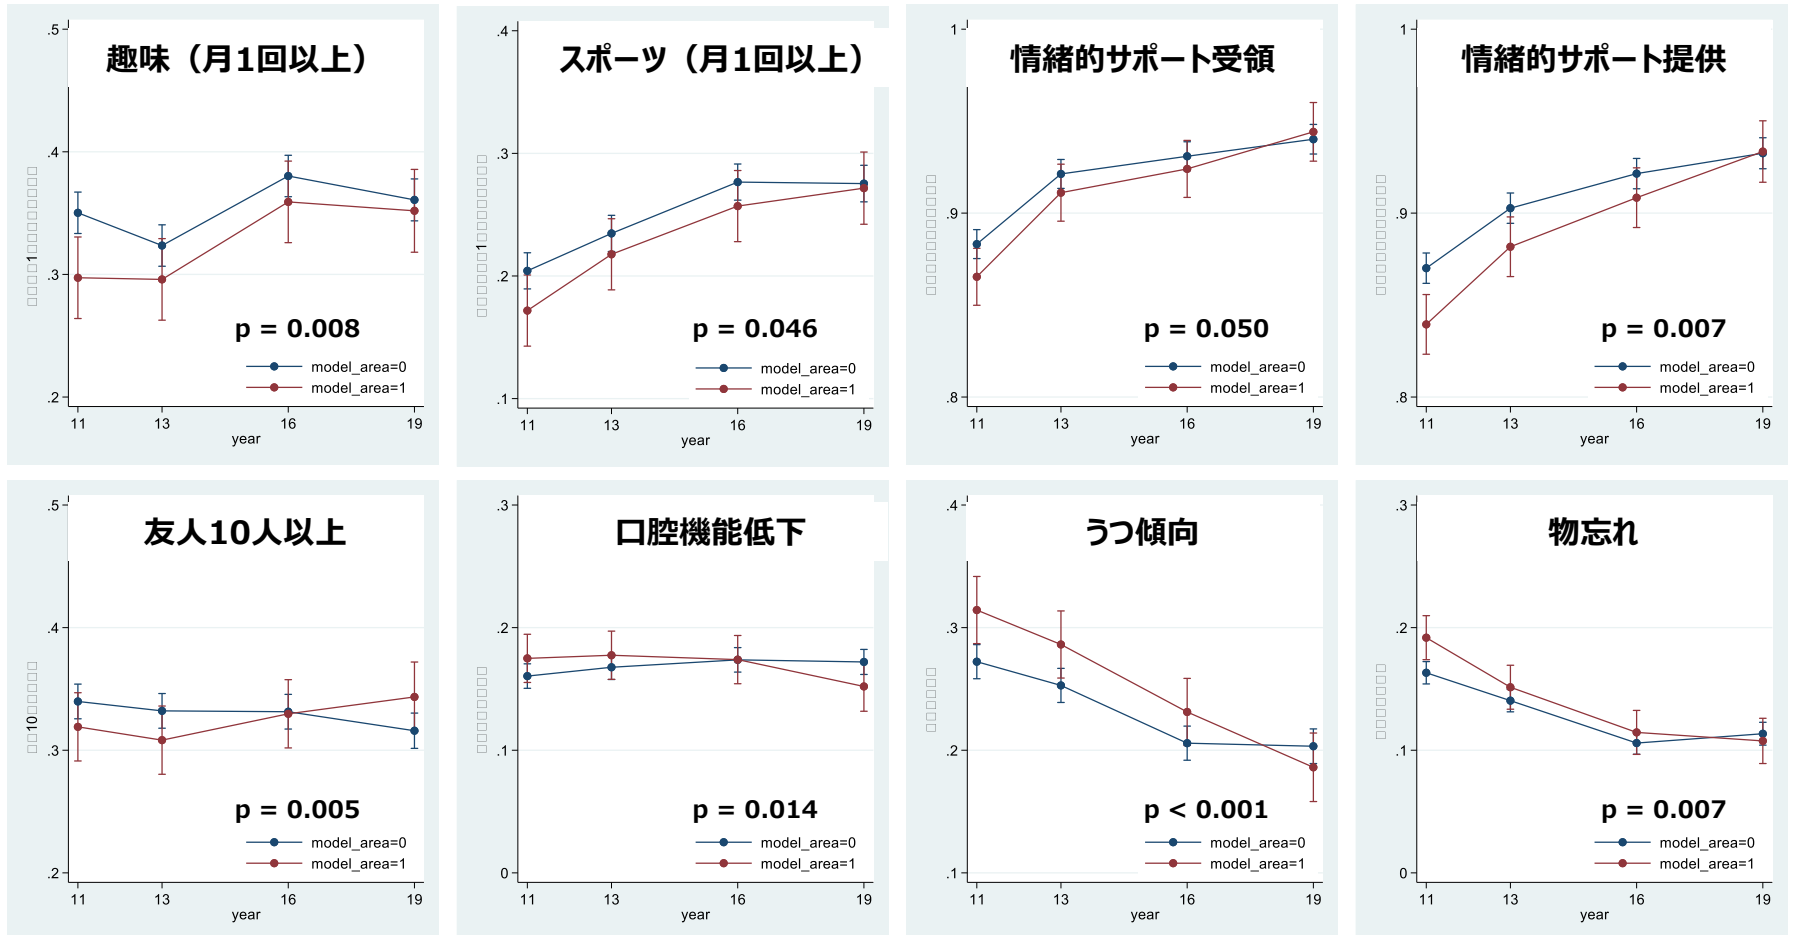 趣味（月1回以上）
.5
.4
.3
.2
1
p = 0.008
model_area=0
model_area=1
11 13 16 19
year
スポーツ（月1回以上）
.4
.3
.2
.1
1
p = 0.046
model_area=0
model_area=1
11 13 16 19
year
情緒的サポート受領
1
.9
.8
p = 0.050
model_area=0
model_area=1
11 13 16 19
year
情緒的サポート提供
1
.9
.8
p = 0.007
model_area=0
model_area=1
11 13 16 19
year
友人10人以上
.5
.4
.3
.2
10
p = 0.005
model_area=0
model_area=1
11 13 16 19
year
口腔機能低下
.3
.2
.1
0
p = 0.014
model_area=0
model_area=1
11 13 16 19
year
うつ傾向
.4
.3
.2
.1
p < 0.001
model_area=0
model_area=1
11 13 16 19
year
物忘れ
.3
.2
.1
0
p = 0.007
model_area=0
model_area=1
11 13 16 19
year